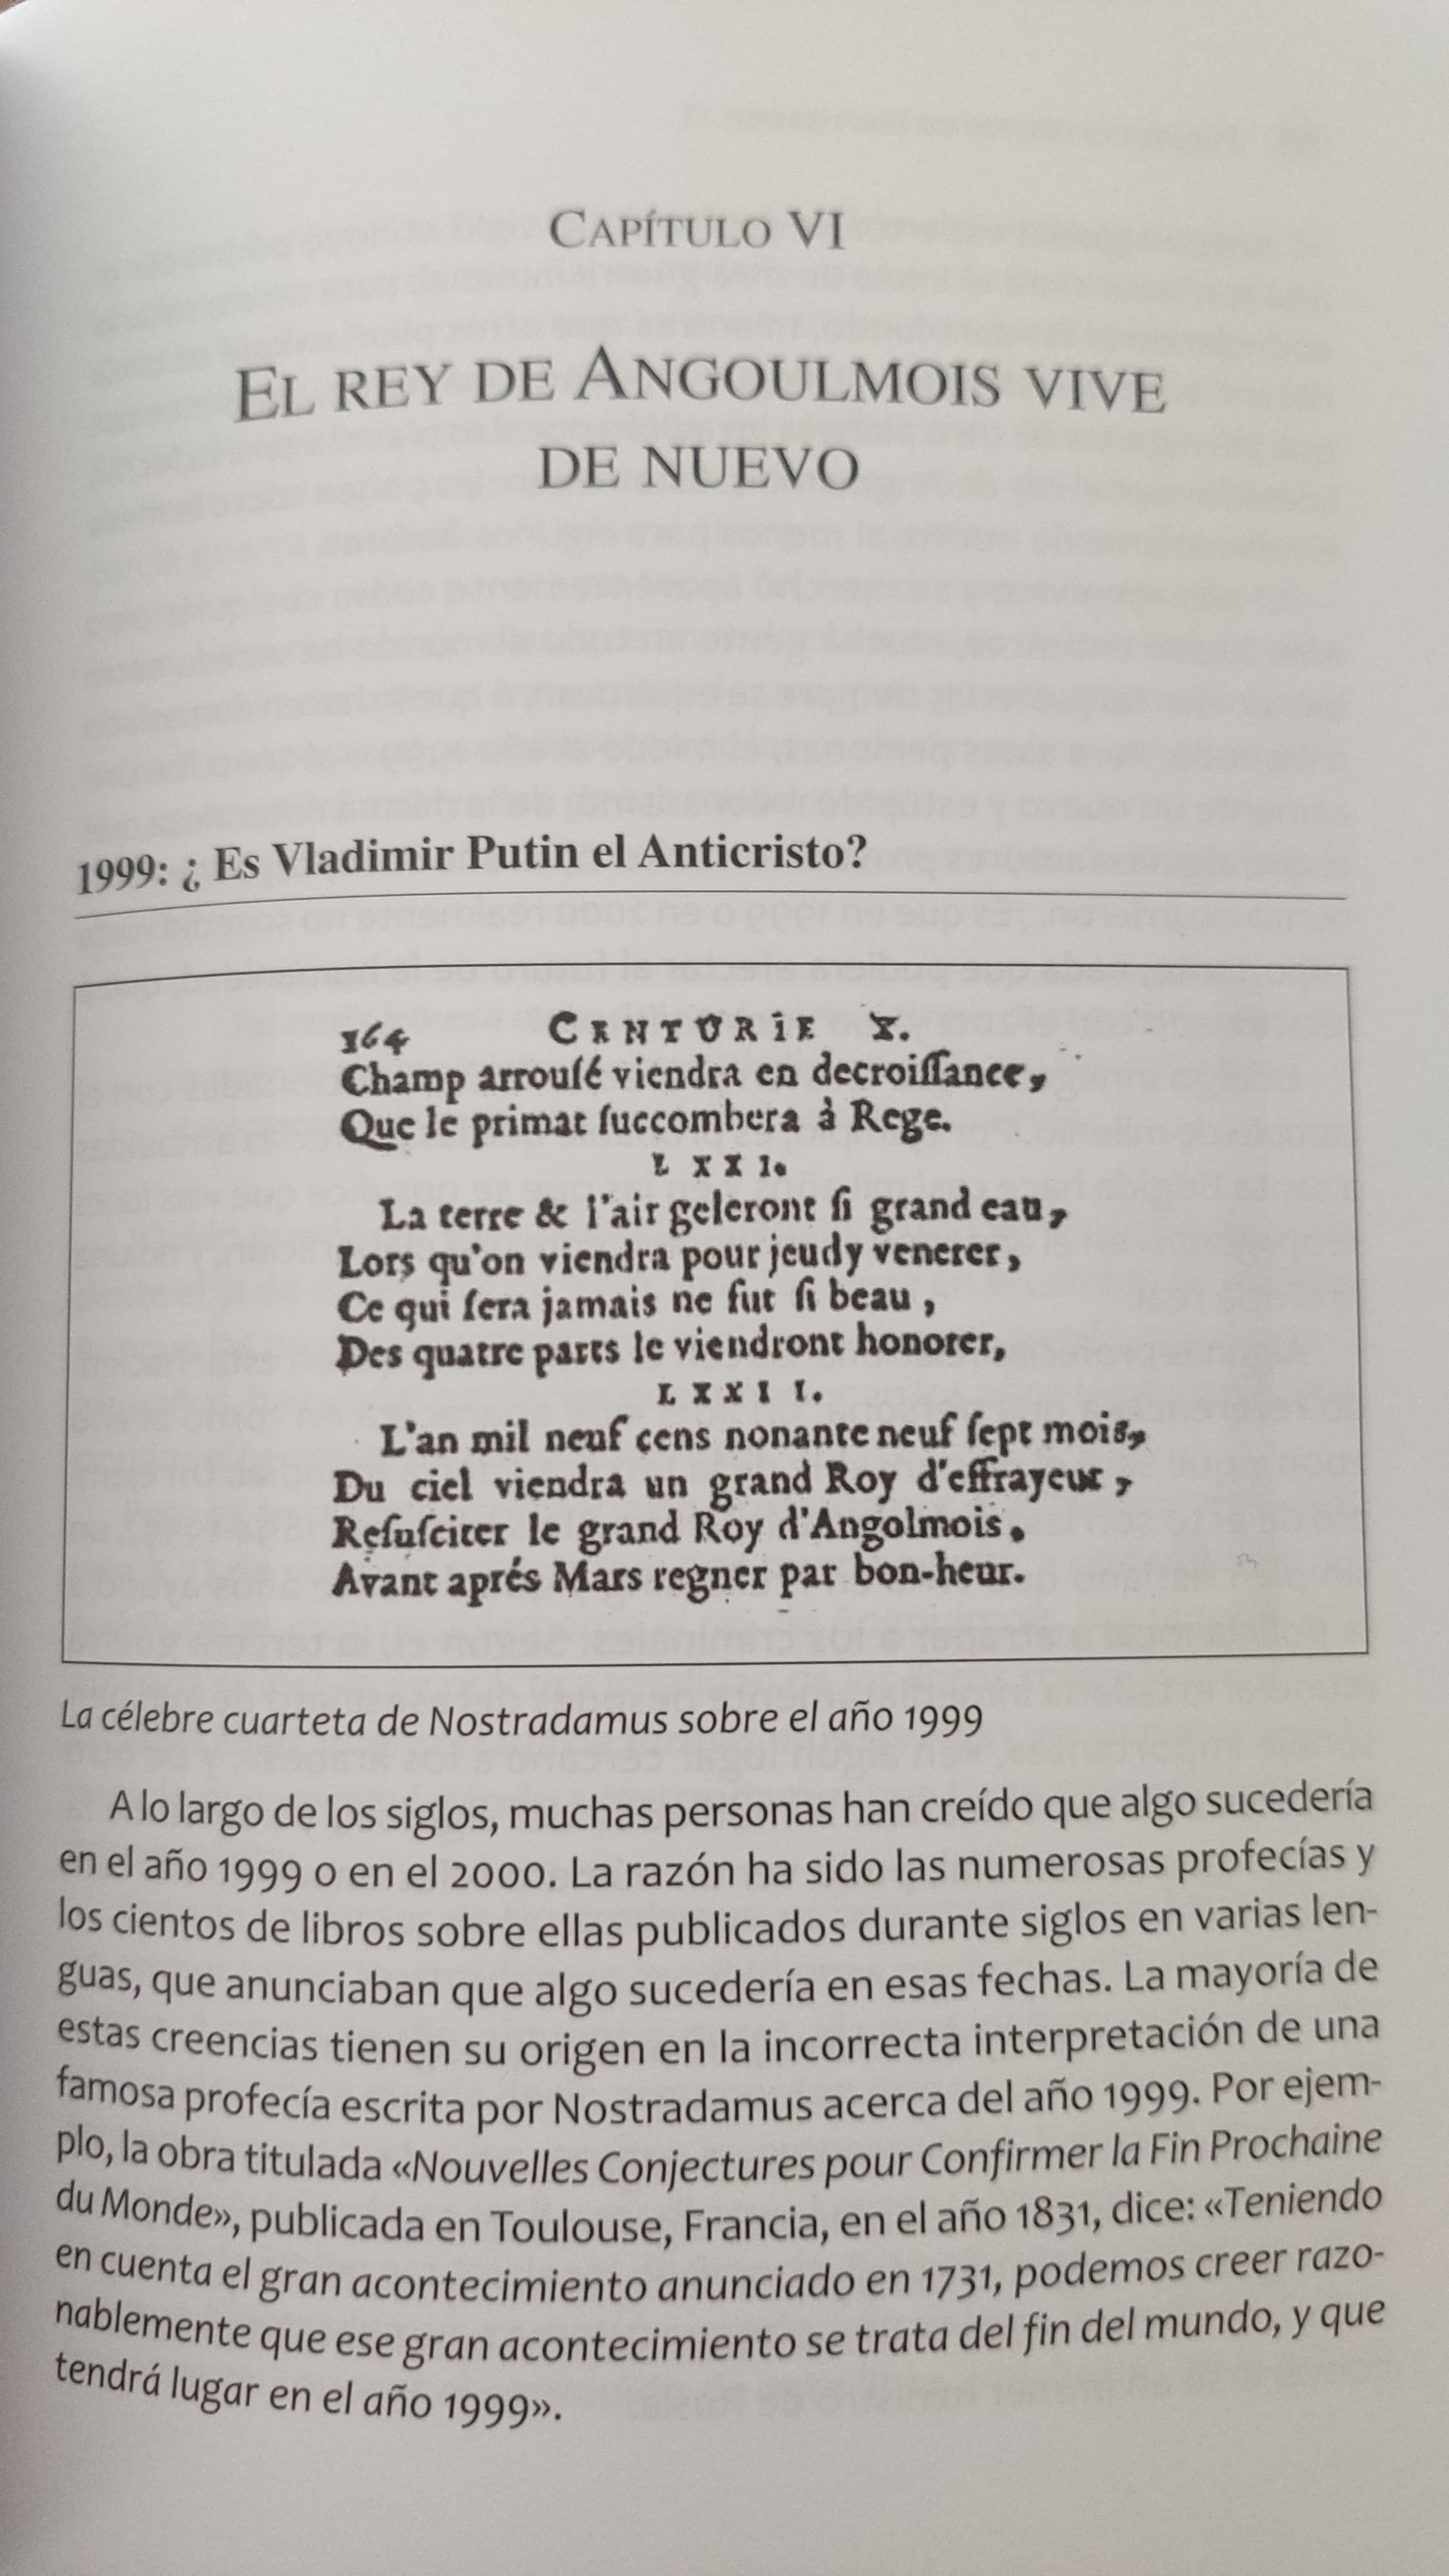 CAPÍTULO VI
EL REY DE ANGOULMOIS VIVE
DE NUEVO
1999: ¿ Es Vladimir Putin el Anticristo?
164 CENTURIE X.
Champ arrouſé viendra en decroiſſance,
Que le primat ſuccombera à Rege.
LXXI.
La terre & l'air geleront ſi grand eau,
Lors qu'on viendra pour jeudy venerer,
Ce qui ſera jamais ne fut ſi beau,
Des quatre parts le viendront honorer,
LXXII.
L'an mil neuf cens nonante neuf ſept mois,
Du ciel viendra un grand Roy d'effrayeur,
Reſuſciter le grand Roy d'Angolmois.
Avant aprés Mars regner par bon-heur.
La célebre cuarteta de Nostradamus sobre el año 1999
A lo largo de los siglos, muchas personas han creído que algo sucedería
en el año 1999 o en el 2000. La razón ha sido las numerosas profecías y
los cientos de libros sobre ellas publicados durante siglos en varias len-
guas, que anunciaban que algo sucedería en esas fechas. La mayoría de
estas creencias tienen su origen en la incorrecta interpretación de una
famosa profecía escrita por Nostradamus acerca del año 1999. Por ejem-
plo, la obra titulada «Nouvelles Conjectures pour Confirmer la Fin Prochaine
du Monde», publicada en Toulouse, Francia, en el año 1831, dice: «Teniendo
en cuenta el gran acontecimiento anunciado en 1731, podemos creer razo-
nablemente que ese gran acontecimiento se trata del fin del mundo, y que
tendrá lugar en el año 1999».